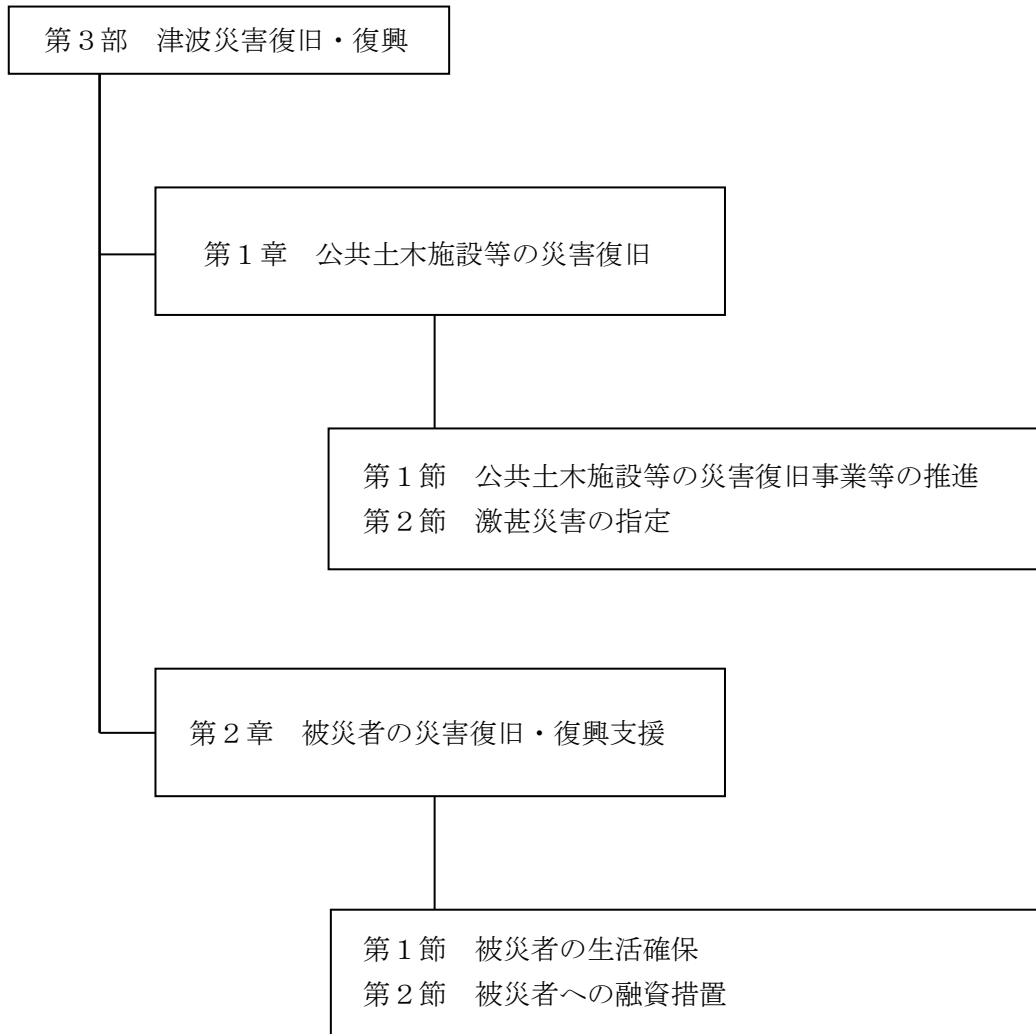 第３部　津波災害復旧・復興
第１章　公共土木施設等の災害復旧
第１節　公共土木施設等の災害復旧事業等の推進
第２節　激甚災害の指定
第２章　被災者の災害復旧・復興支援
第１節　被災者の生活確保
第２節　被災者への融資措置